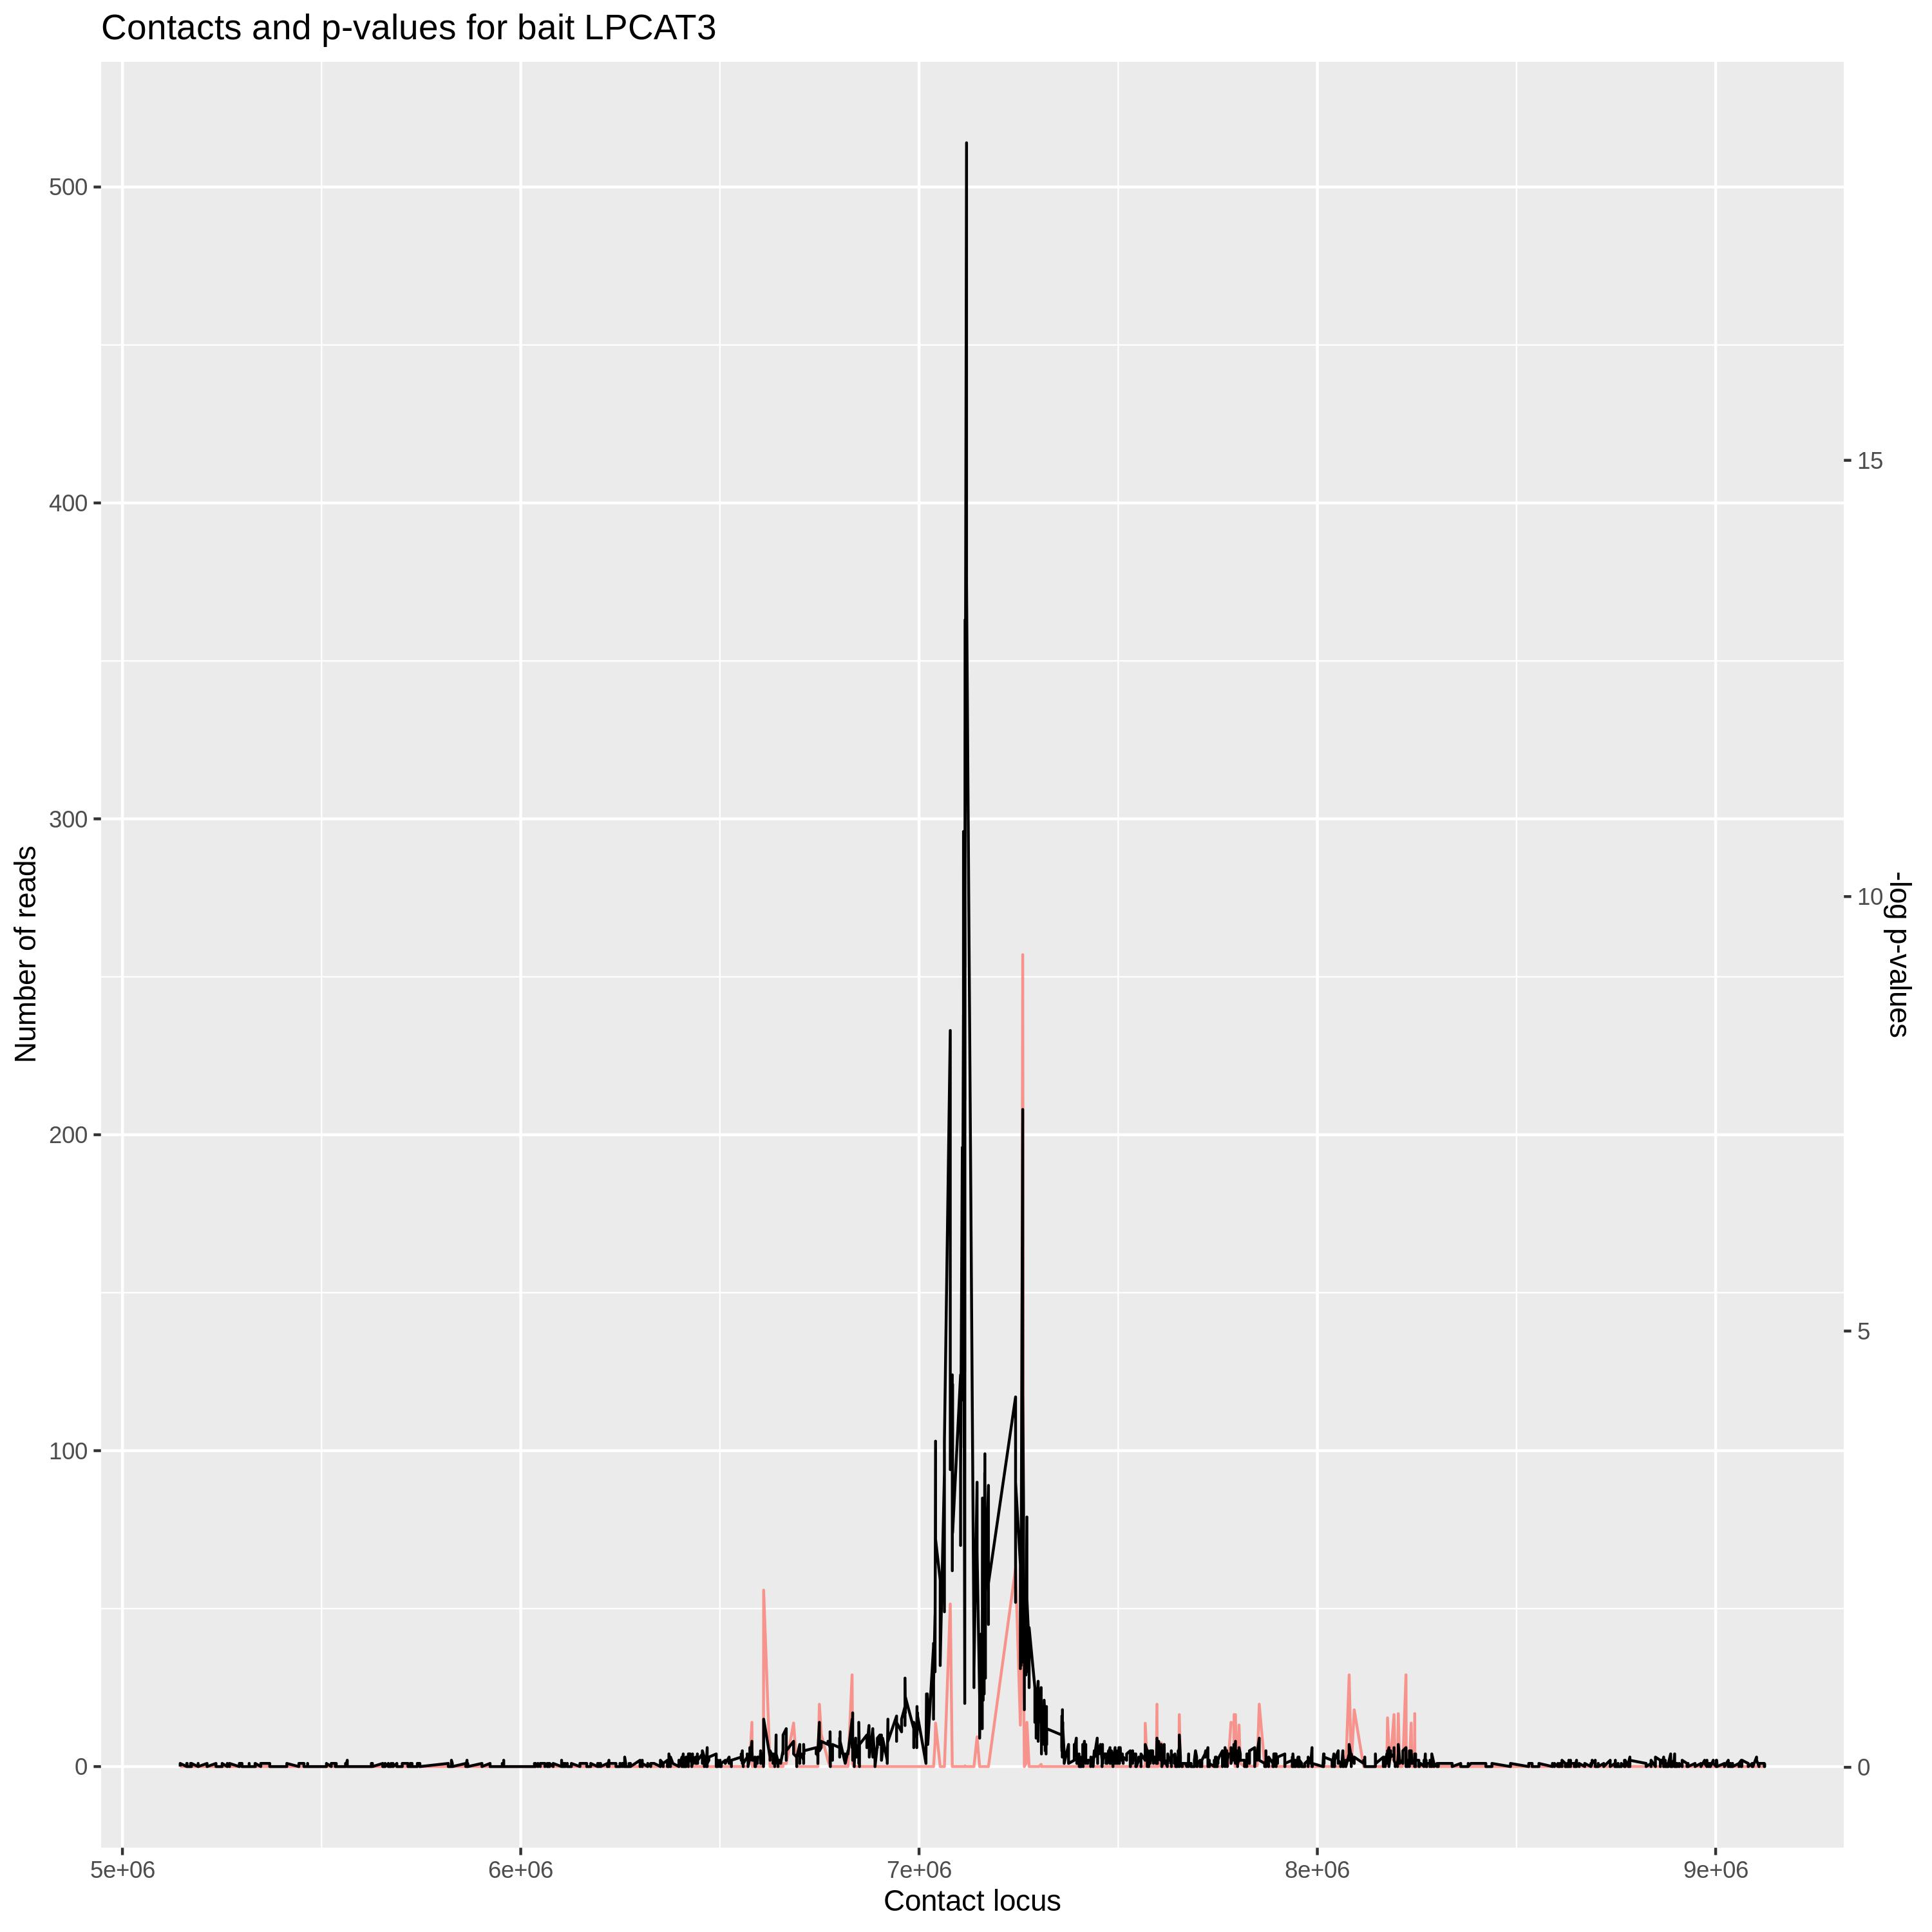 Contacts and p-values for bait LPCAT3
500
400
300
200
100
0
Number of reads
15
10
5
0
-log p-values
5e+06
6e+06
7e+06
8e+06
9e+06
Contact locus